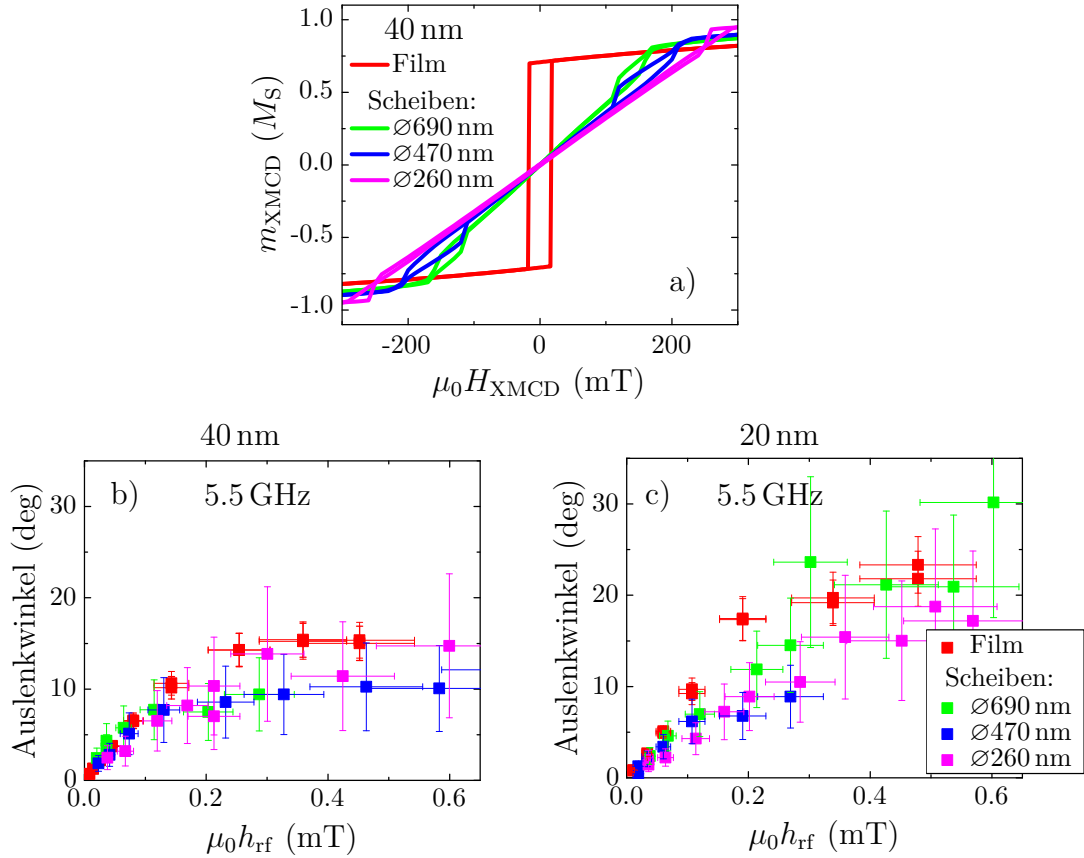 40 nm
Film
Scheiben:
∅690 nm
∅470 nm
∅260 nm
a)
1.0
0.5
0.0
-0.5
-1.0
m_XMCD (M_S)
-200 0 200
μ₀H_XMCD (mT)
40 nm
b) 5.5 GHz
30
20
10
0
Auslenkwinkel (deg)
0.0 0.2 0.4 0.6
μ₀h_rf (mT)
20 nm
c) 5.5 GHz
30
20
10
0
Auslenkwinkel (deg)
0.0 0.2 0.4 0.6
μ₀h_rf (mT)
Film
Scheiben:
∅690 nm
∅470 nm
∅260 nm